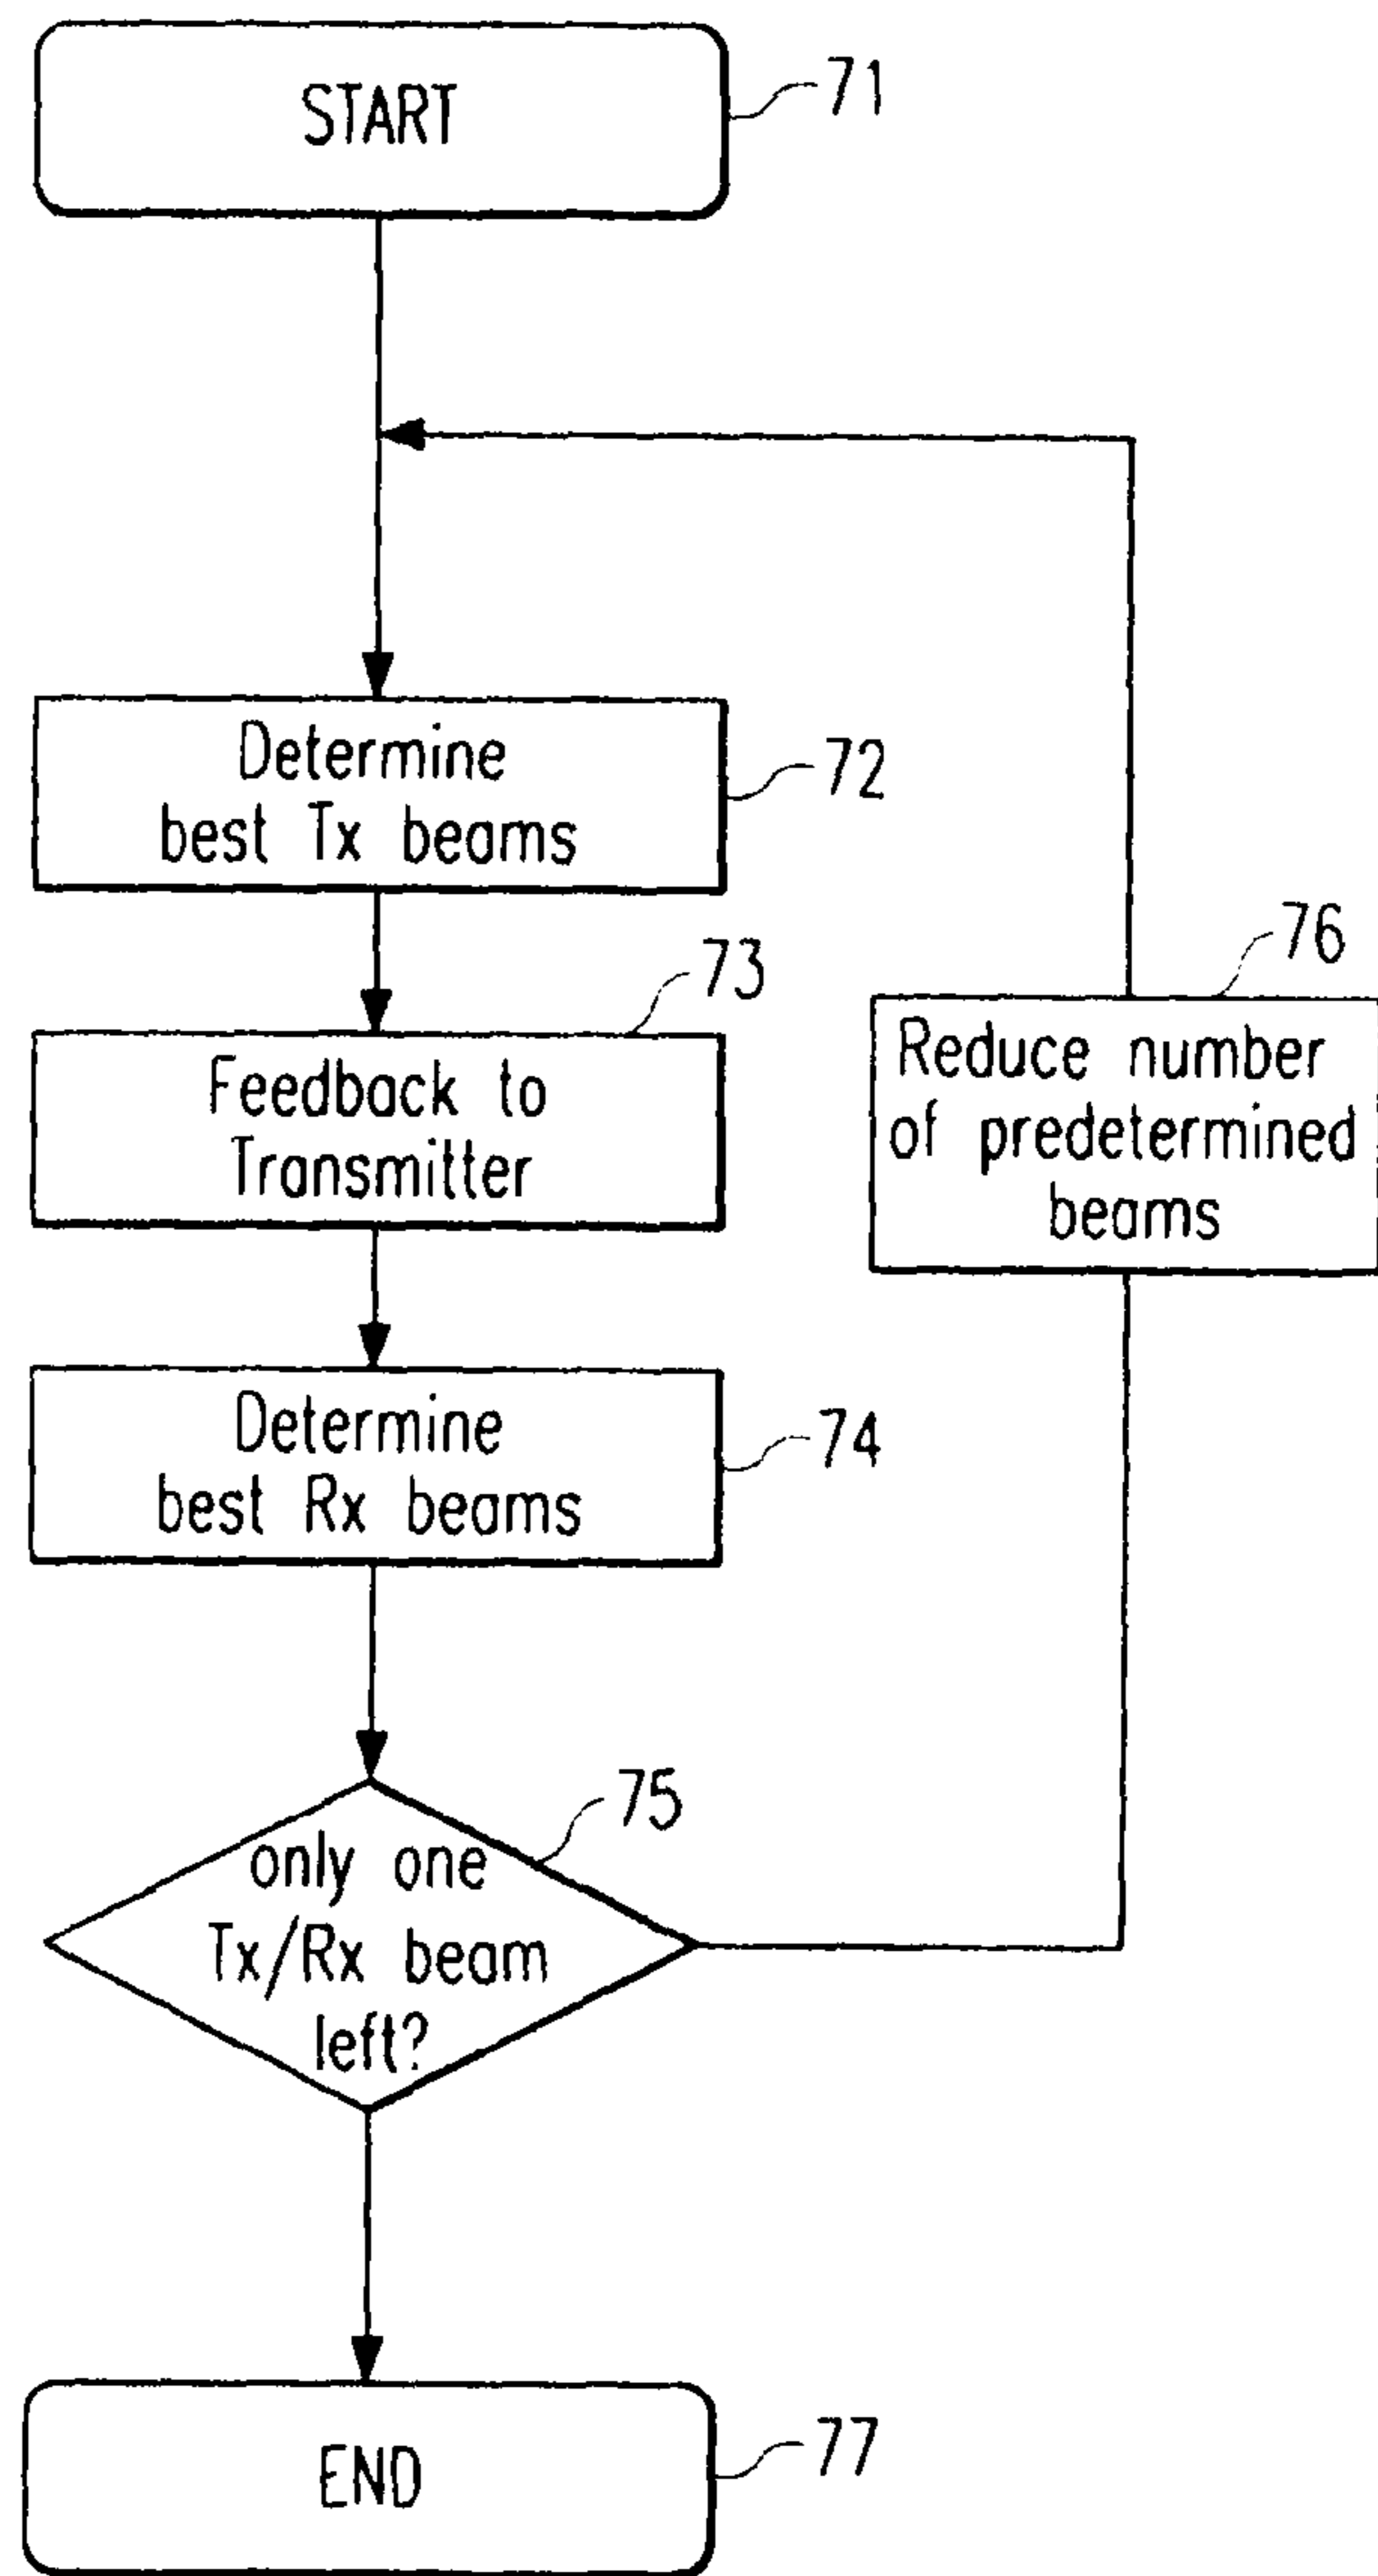 START
71
Determine
best Tx beams
72
73
Feedback to
Transmitter
76
Reduce number
of predetermined
beams
Determine
best Rx beams
74
75
only one
Tx/Rx beam
left?
END
77